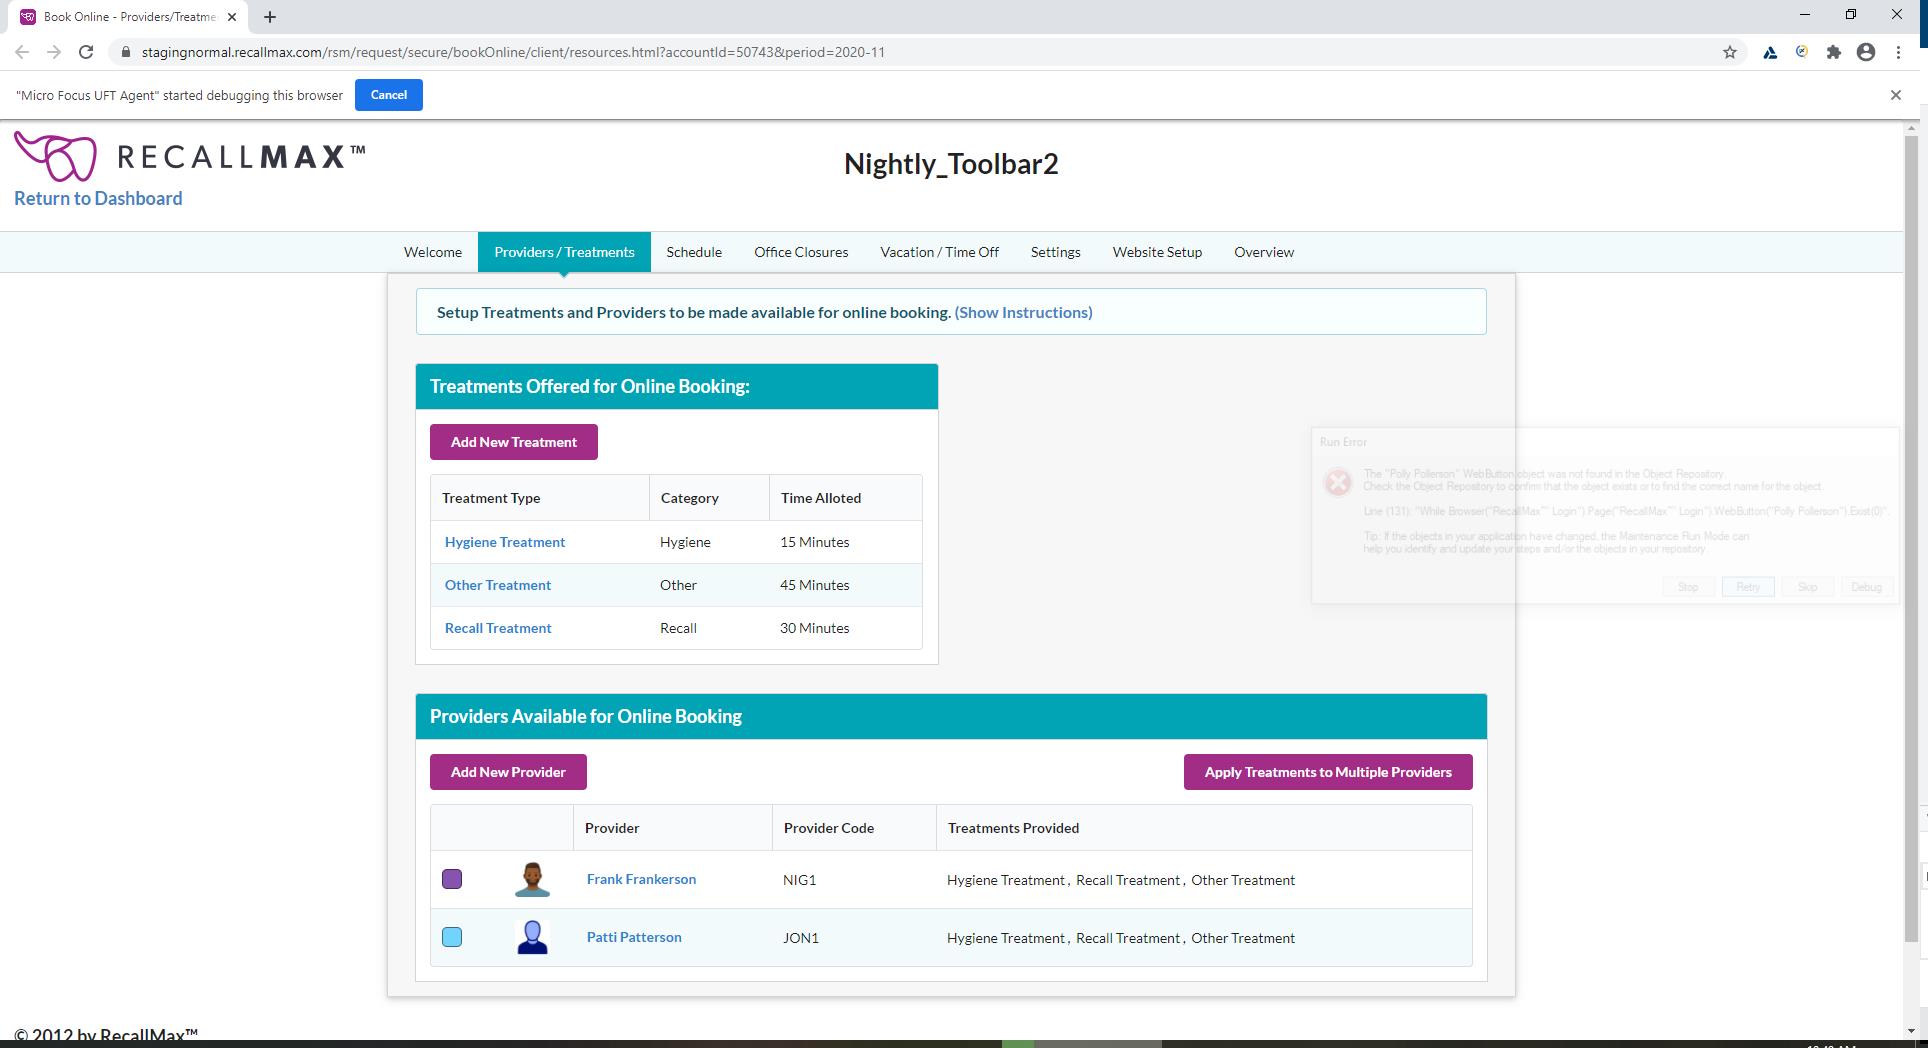 Book Online - Providers/Treatme
stagingnormal.recallmax.com/rsm/request/secure/bookOnline/client/resources.html?accountId=50743&period=2020-11
"Micro Focus UFT Agent" started debugging this browser
Cancel
RECALLMAX™
Nightly_Toolbar2
Return to Dashboard
Welcome
Providers / Treatments
Schedule
Office Closures
Vacation / Time Off
Settings
Website Setup
Overview
Setup Treatments and Providers to be made available for online booking. (Show Instructions)
Treatments Offered for Online Booking:
Add New Treatment
Treatment Type Category Time Alloted
Hygiene Treatment Hygiene 15 Minutes
Other Treatment Other 45 Minutes
Recall Treatment Recall 30 Minutes
Run Error
The "Polly Pollerson" WebButton object was not found in the Object Repository.
Check the Object Repository to confirm that the object exists or to find the correct name for the object.
Line (131): "While Browser("RecallMax™ Login").Page("RecallMax™ Login").WebButton("Polly Pollerson").Exist(0)".
Tip: If the objects in your application have changed, the Maintenance Run Mode can
help you identify and update your steps and/or the objects in your repository.
Stop Retry Skip Debug
Providers Available for Online Booking
Add New Provider
Apply Treatments to Multiple Providers
Provider Provider Code Treatments Provided
Frank Frankerson NIG1 Hygiene Treatment , Recall Treatment , Other Treatment
Patti Patterson JON1 Hygiene Treatment , Recall Treatment , Other Treatment
© 2012 by RecallMax™